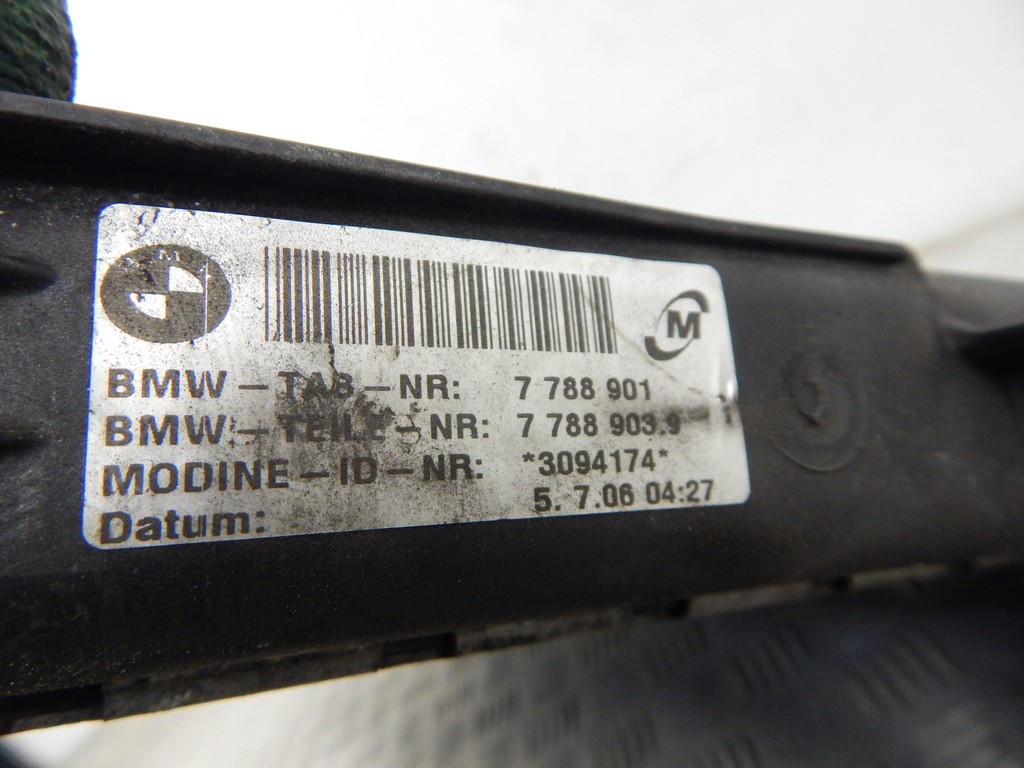 M
M
BMW-TAB-NR: 7 788 901
BMW-TEILE-NR: 7 788 903.9
MODINE-ID-NR: *3094174*
Datum: 5. 7.06 04:27